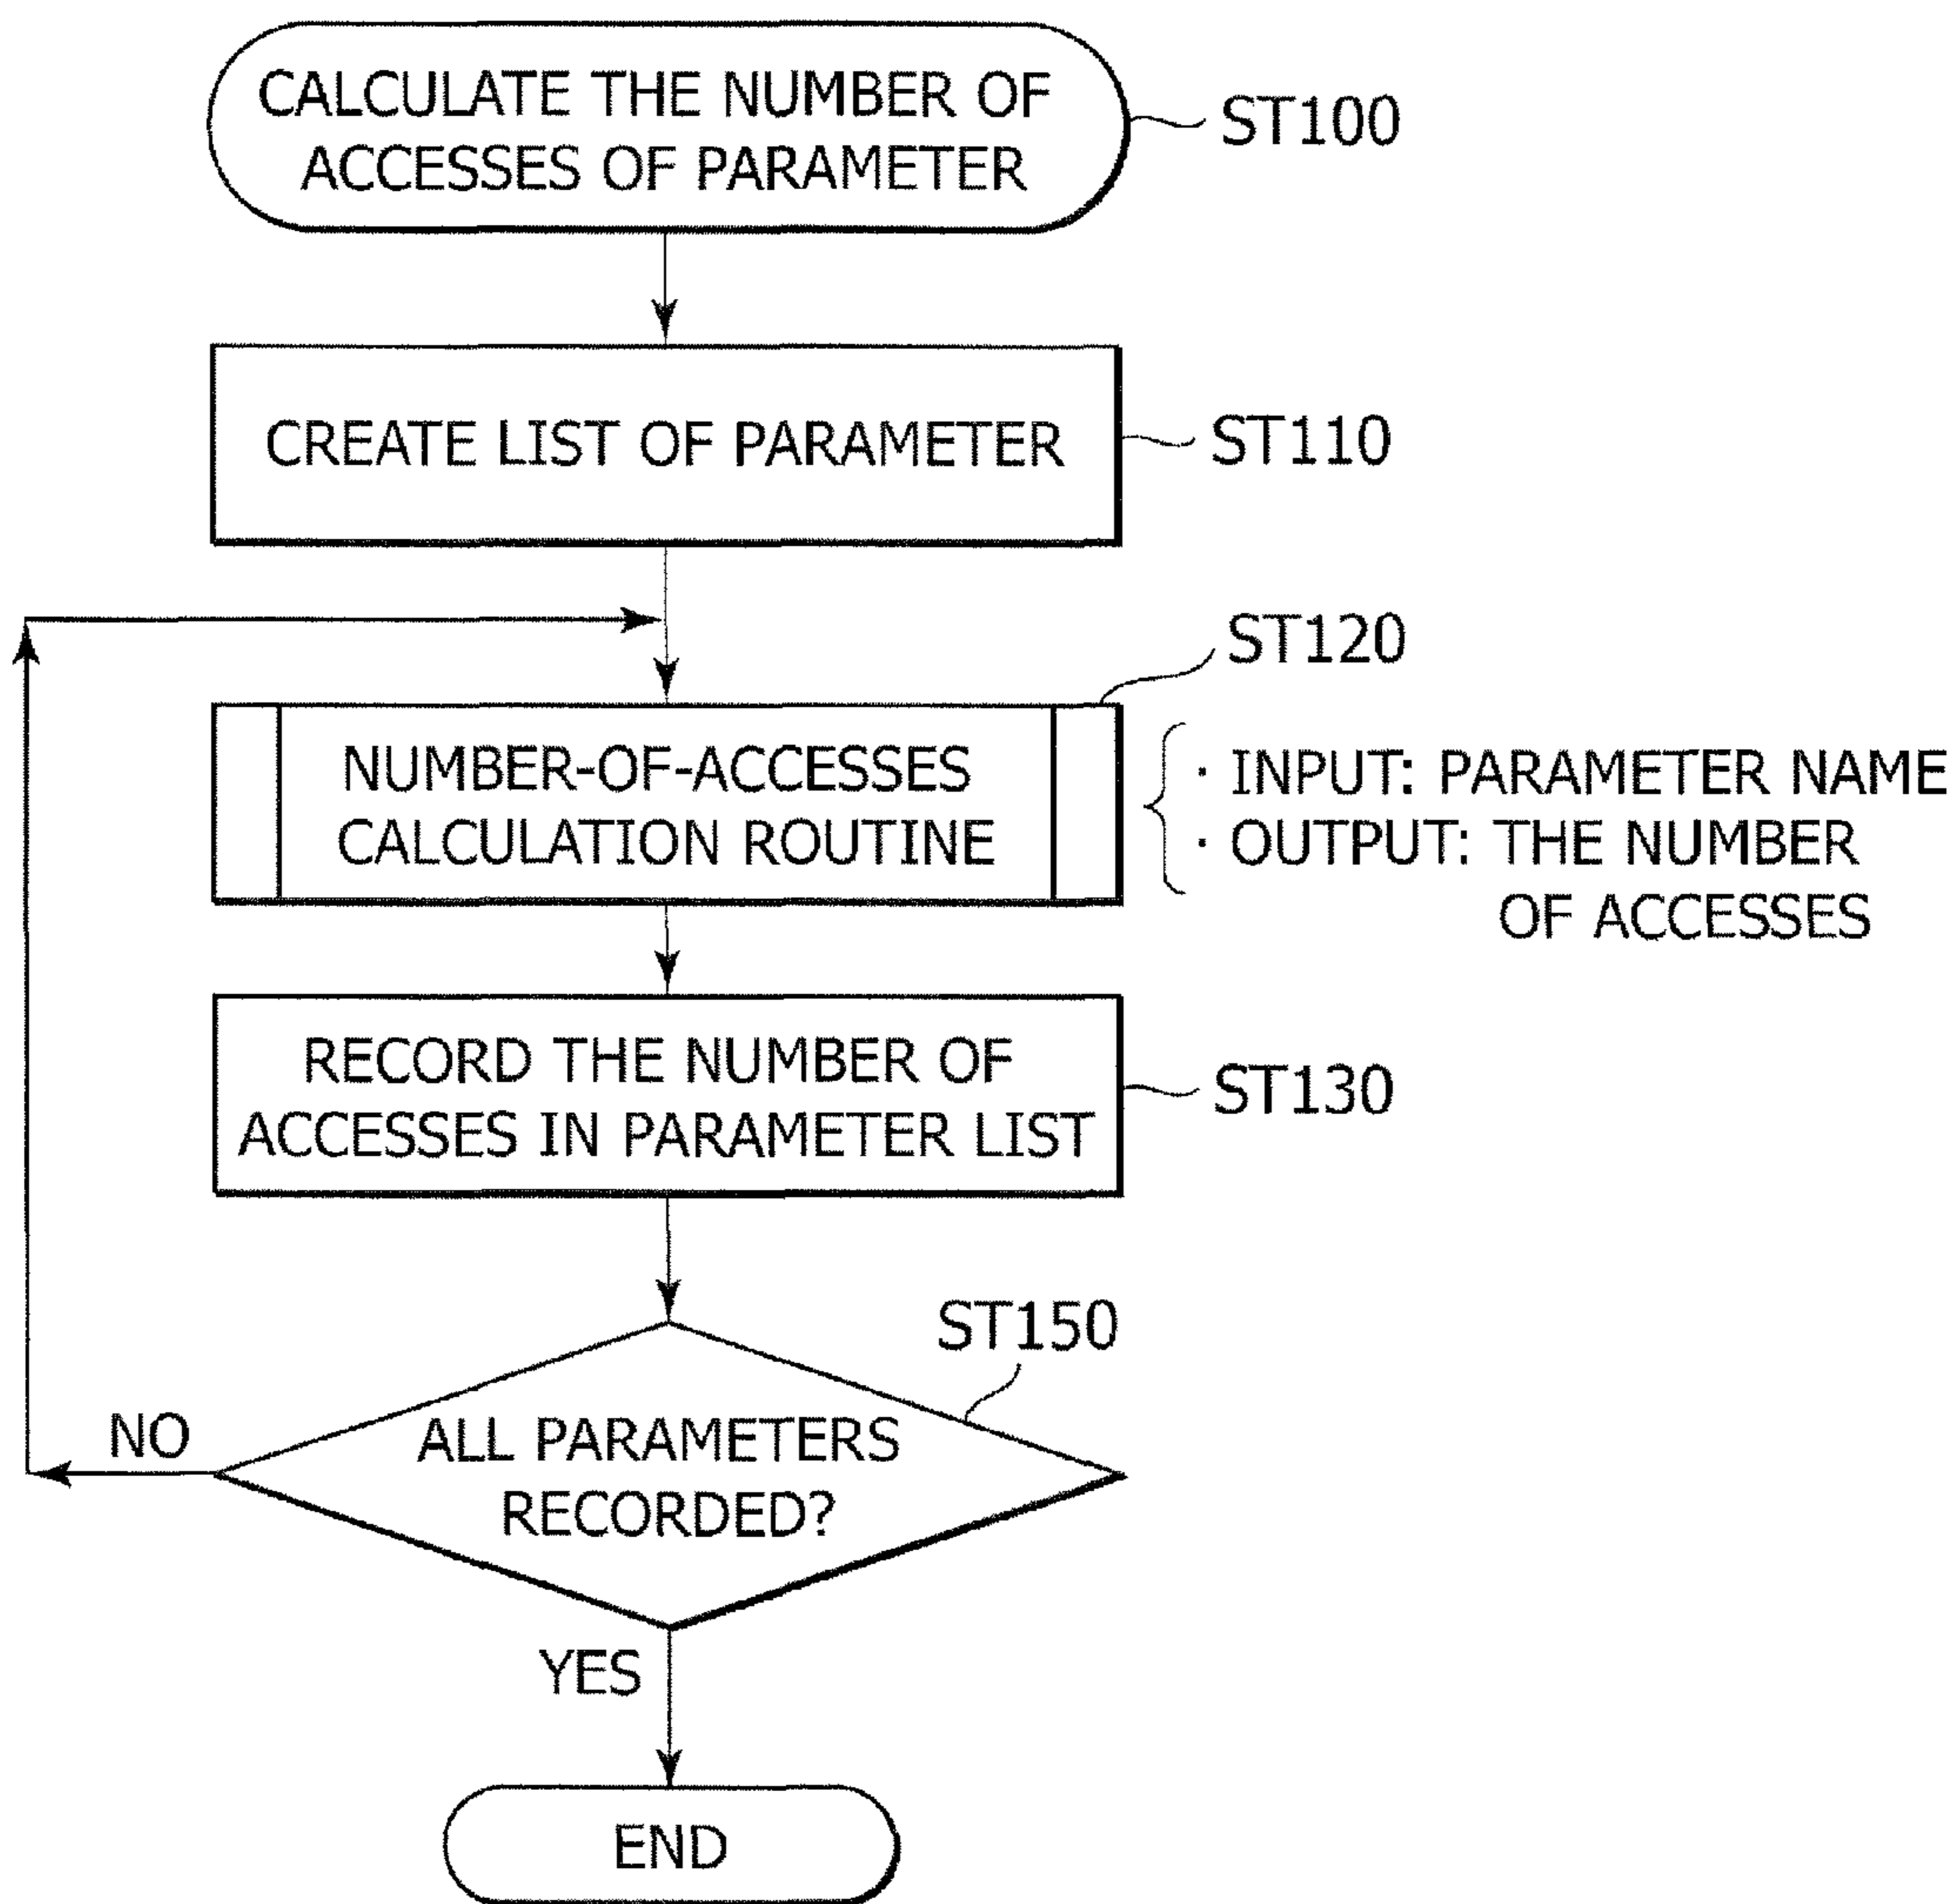 CALCULATE THE NUMBER OF
ACCESSES OF PARAMETER
ST100
CREATE LIST OF PARAMETER
ST110
ST120
NUMBER-OF-ACCESSES
CALCULATION ROUTINE
· INPUT: PARAMETER NAME
· OUTPUT: THE NUMBER
OF ACCESSES
RECORD THE NUMBER OF
ACCESSES IN PARAMETER LIST
ST130
ST150
ALL PARAMETERS
RECORDED?
NO
YES
END